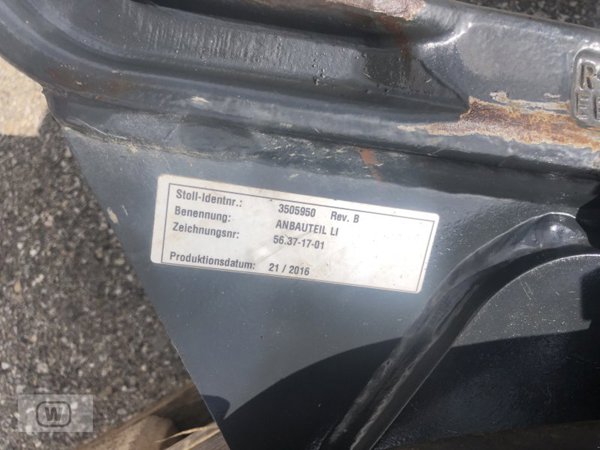 Stoll-Identnr.: 3505950 Rev. B
Benennung: ANBAUTEIL LI
Zeichnungsnr: 56.37-17-01
Produktionsdatum: 21 / 2016
W